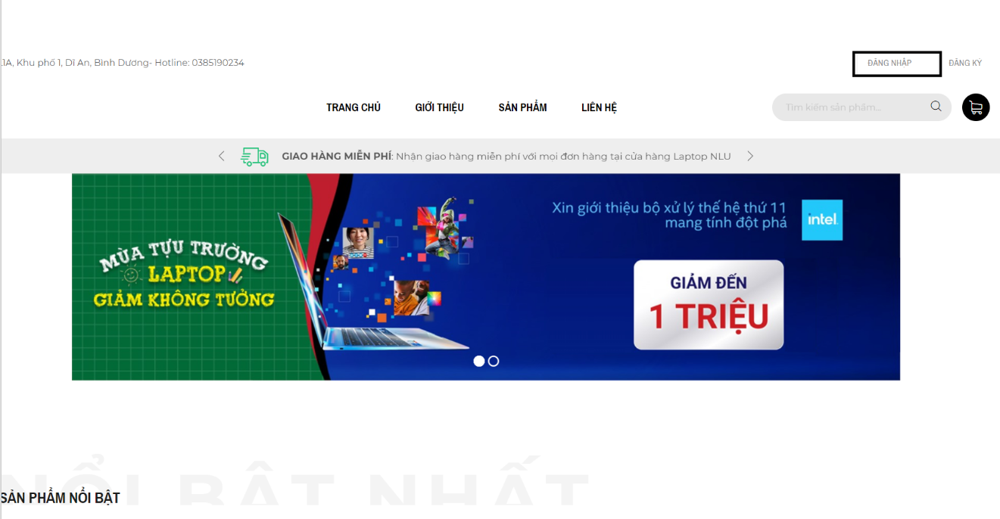 1A, Khu phố 1, Dĩ An, Bình Dương- Hotline: 0385190234
ĐĂNG NHẬP
ĐĂNG KÝ
TRANG CHỦ GIỚI THIỆU SẢN PHẨM LIÊN HỆ
Tìm kiếm sản phẩm...
GIAO HÀNG MIỄN PHÍ: Nhận giao hàng miễn phí với mọi đơn hàng tại cửa hàng Laptop NLU
MÙA TỰU TRƯỜNG
LAPTOP
GIẢM KHÔNG TƯỞNG
Xin giới thiệu bộ xử lý thế hệ thứ 11
mang tính đột phá
intel.
GIẢM ĐẾN
1 TRIỆU
NỔI BẬT NHẤT
SẢN PHẨM NỔI BẬT